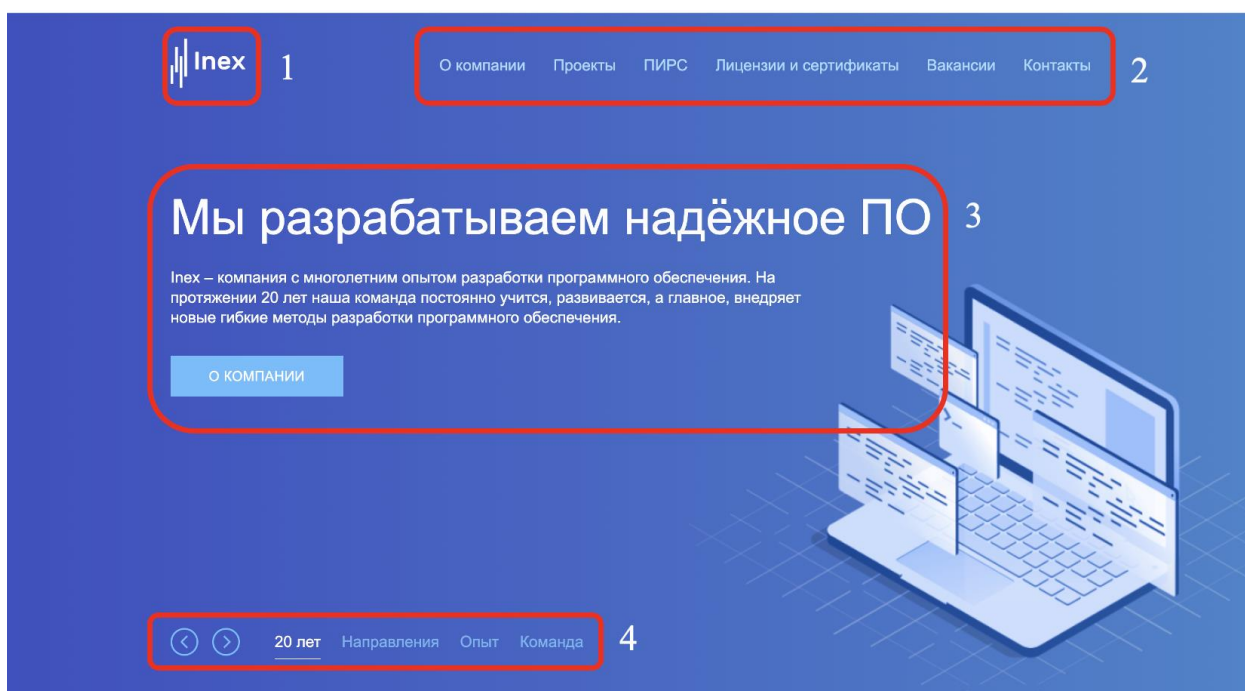 Inex
1
О компании Проекты ПИРС Лицензии и сертификаты Вакансии Контакты
2
Мы разрабатываем надёжное ПО
3
Inex – компания с многолетним опытом разработки программного обеспечения. На
протяжении 20 лет наша команда постоянно учится, развивается, а главное, внедряет
новые гибкие методы разработки программного обеспечения.
О КОМПАНИИ
20 лет Направления Опыт Команда
4